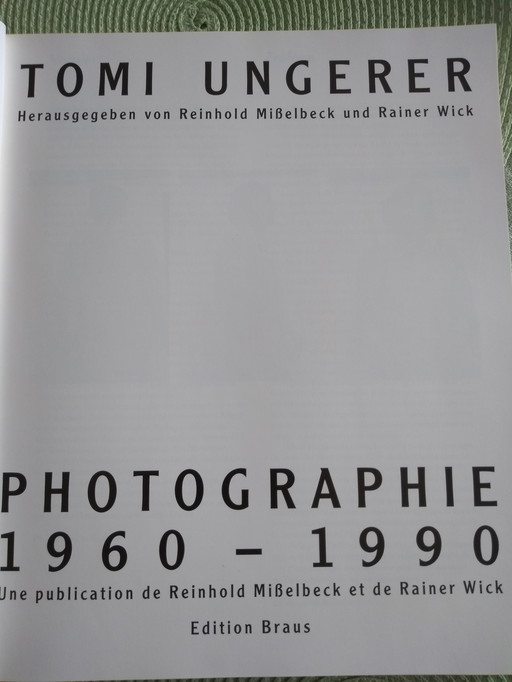 TOMI UNGERER
Herausgegeben von Reinhold Mißelbeck und Rainer Wick
PHOTOGRAPHIE
1960 – 1990
Une publication de Reinhold Mißelbeck et de Rainer Wick
Edition Braus